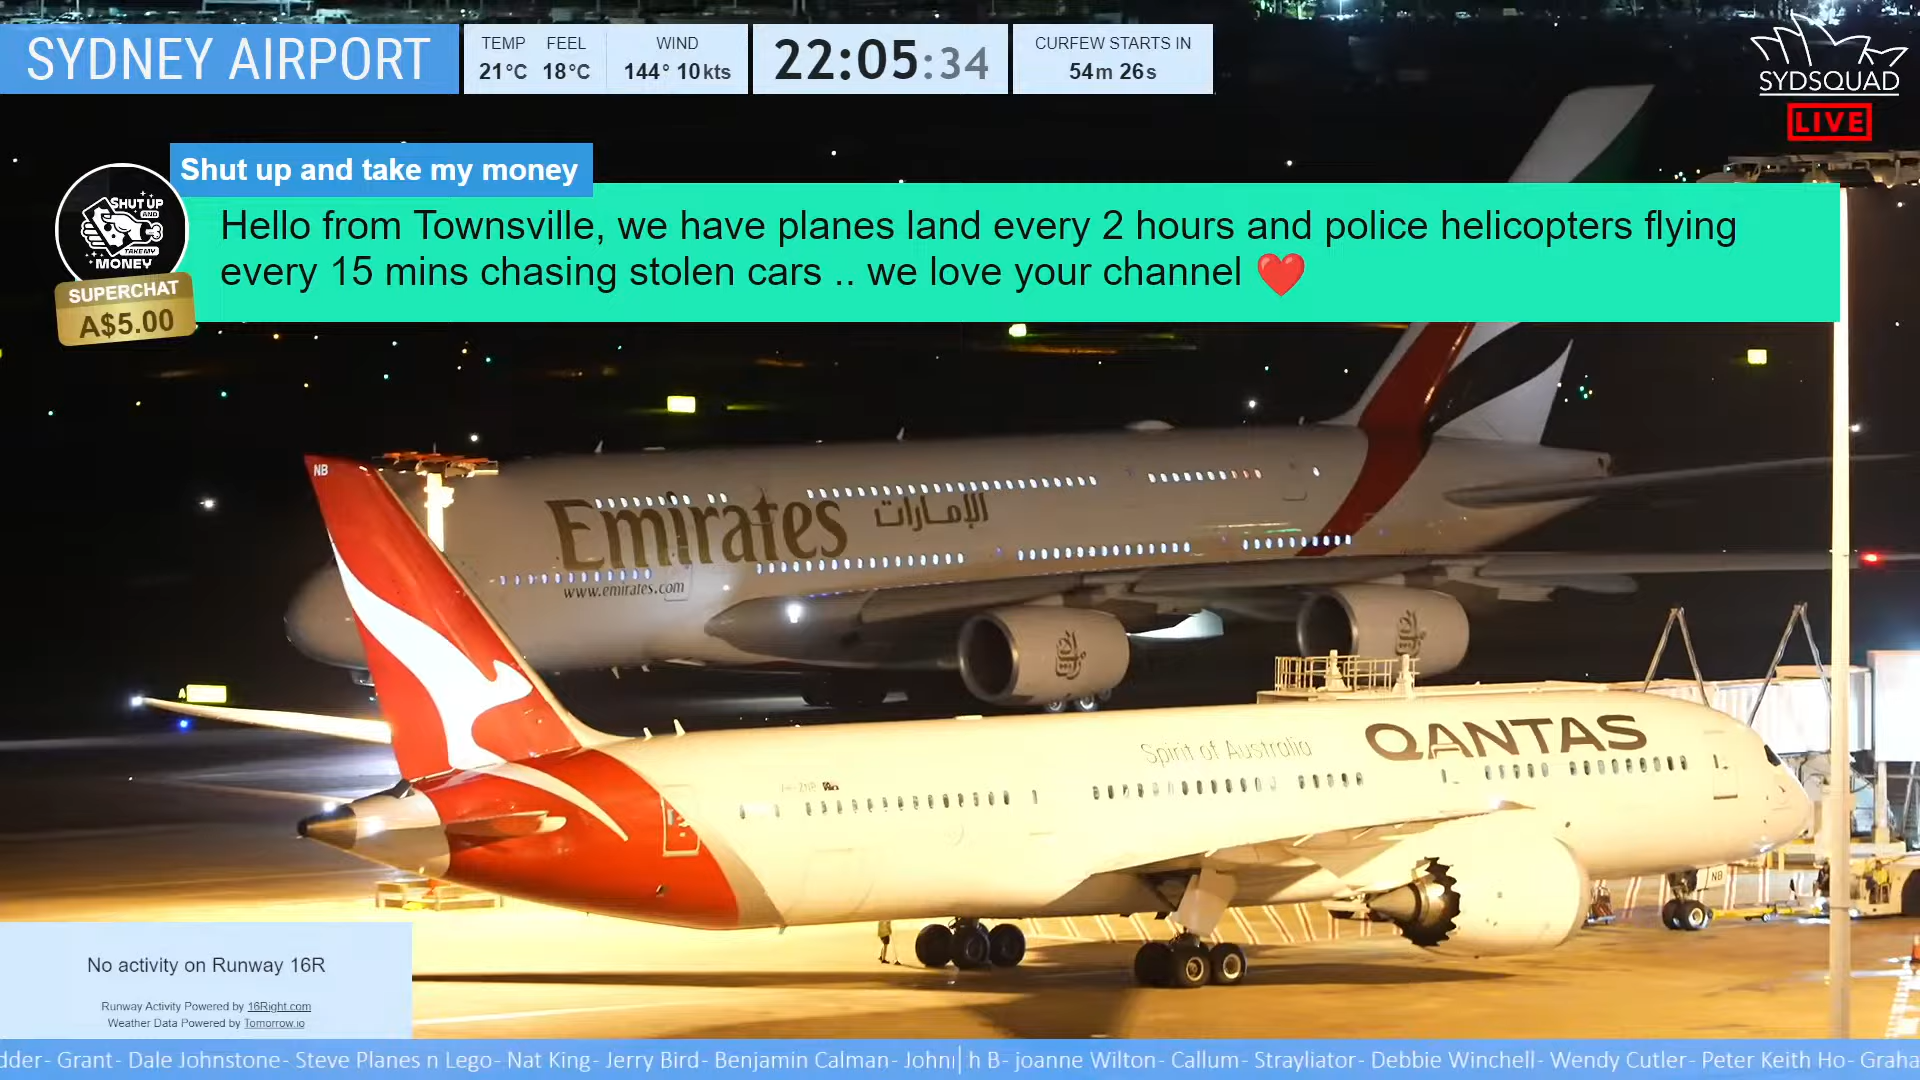 SYDNEY AIRPORT
TEMP FEEL WIND
21°C 18°C 144° 10kts
22:05:34
CURFEW STARTS IN
54m 26s
SYDSQUAD
LIVE
Shut up and take my money
SHUT UP
AND
TAKE MY
MONEY
SUPERCHAT
A$5.00
Hello from Townsville, we have planes land every 2 hours and police helicopters flying
every 15 mins chasing stolen cars .. we love your channel ❤️
NB
Emirates الإمارات
www.emirates.com
A
QANTAS
Spirit of Australia
NB
No activity on Runway 16R
Runway Activity Powered by 16Right.com
Weather Data Powered by Tomorrow.io
dder- Grant- Dale Johnstone- Steve Planes n Lego- Nat King- Jerry Bird- Benjamin Calman- John h B- joanne Wilton- Callum- Strayliator- Debbie Winchell- Wendy Cutler- Peter Keith Ho- Graha